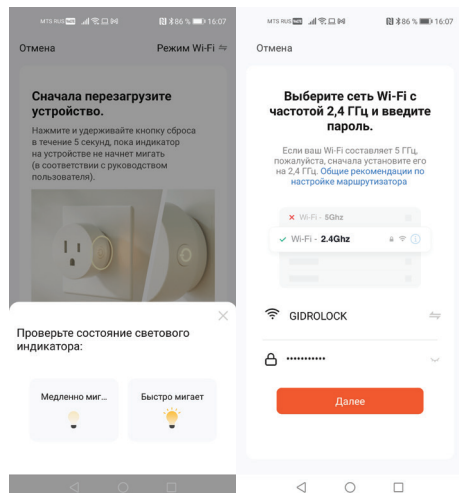 MTS RUS
86 %
16:07
Отмена
Режим Wi-Fi
Сначала перезагрузите
устройство.
Нажмите и удерживайте кнопку сброса
в течение 5 секунд, пока индикатор
на устройстве не начнет мигать
(в соответствии с руководством
пользователя).
Проверьте состояние светового
индикатора:
Медленно миг...
Быстро мигает
MTS RUS
86 %
16:07
Отмена
Выберите сеть Wi-Fi с
частотой 2,4 ГГц и введите
пароль.
Если ваш Wi-Fi составляет 5 ГГц,
пожалуйста, сначала установите его
на 2,4 ГГц. Общие рекомендации по
настройке маршрутизатора
Wi-Fi - 5Ghz
Wi-Fi - 2.4Ghz
GIDROLOCK
•••••••••••
Далее